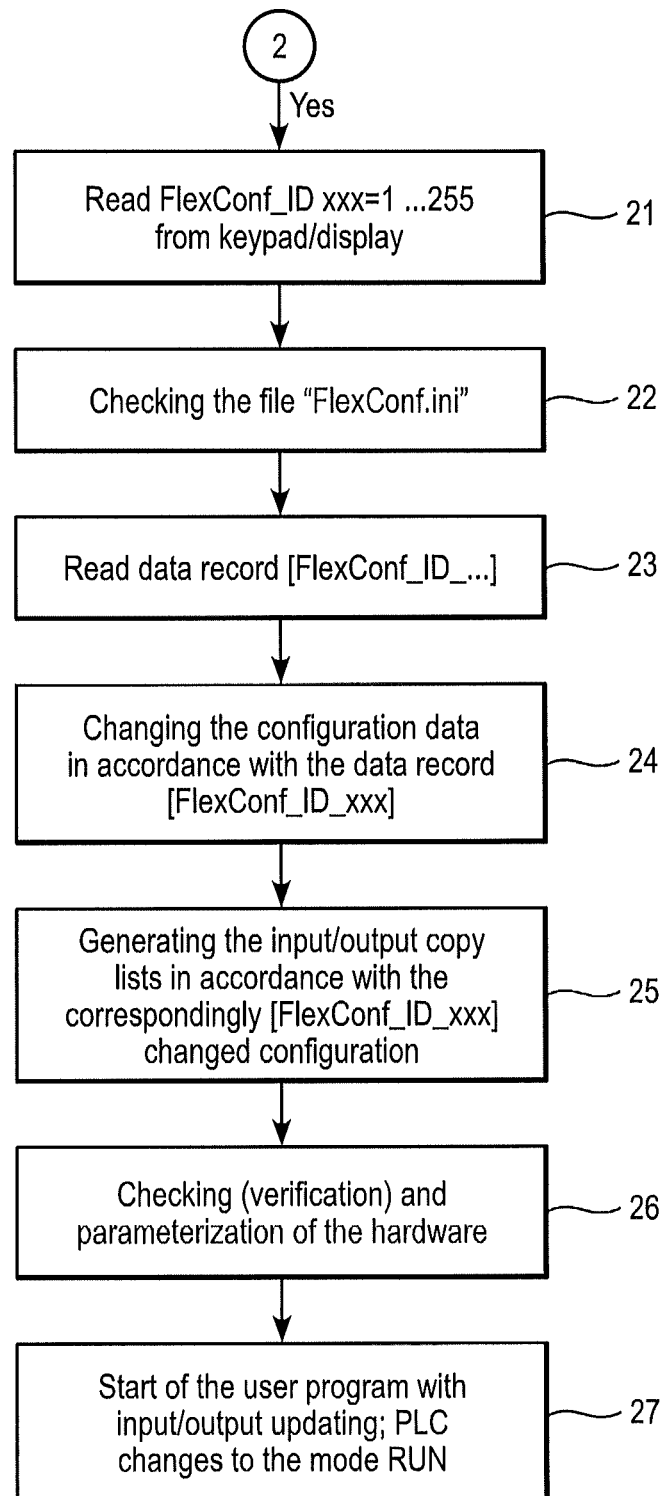 2
Yes
Read FlexConf_ID xxx=1 ...255
from keypad/display
21
Checking the file “FlexConf.ini”
22
Read data record [FlexConf_ID_...]
23
Changing the configuration data
in accordance with the data record
[FlexConf_ID_xxx]
24
Generating the input/output copy
lists in accordance with the
correspondingly [FlexConf_ID_xxx]
changed configuration
25
Checking (verification) and
parameterization of the hardware
26
Start of the user program with
input/output updating; PLC
changes to the mode RUN
27